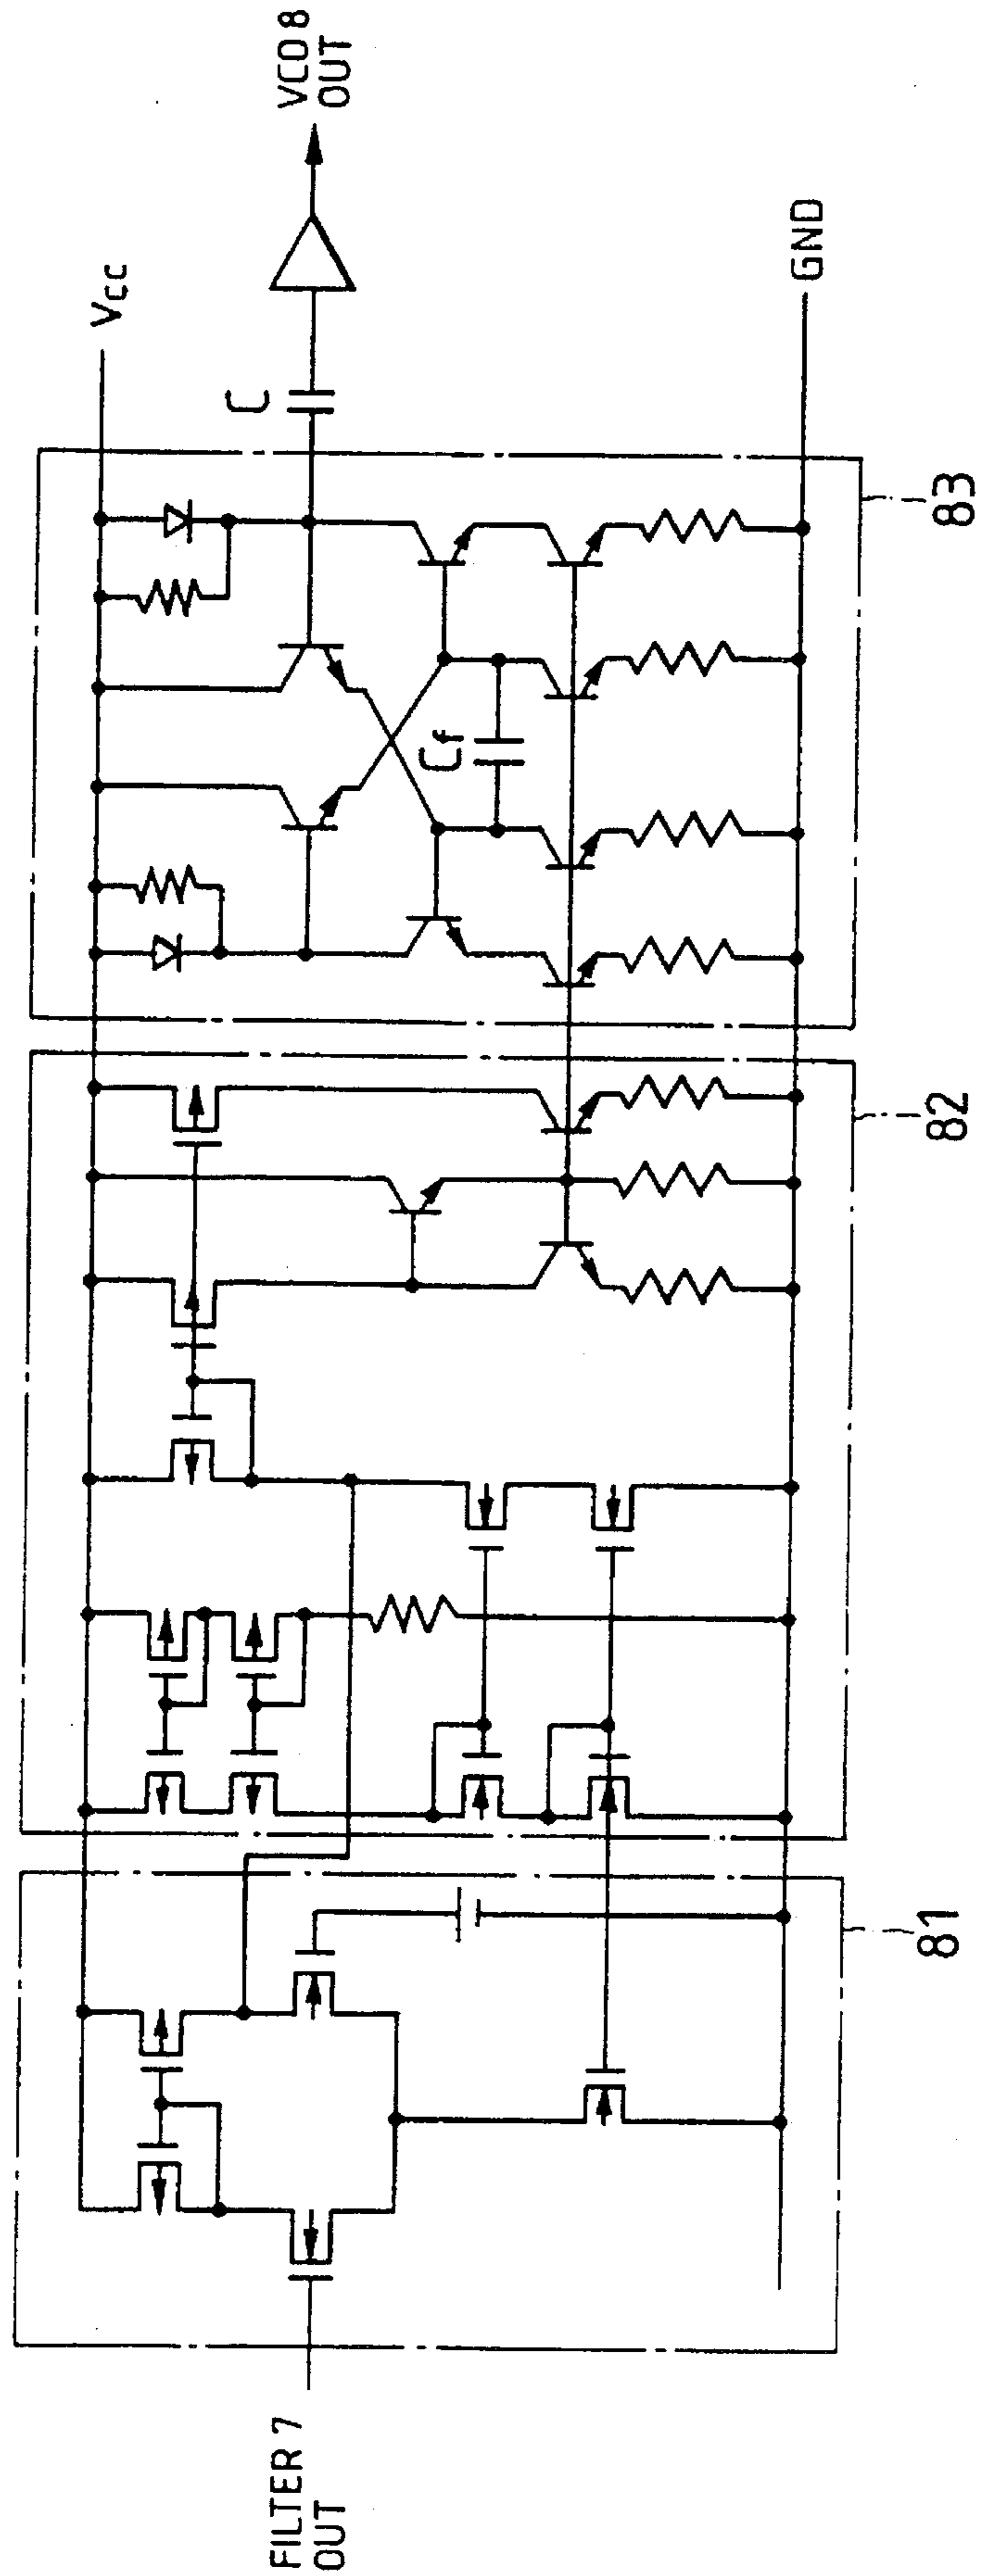 FILTER 7
OUT
81
82
83
Vcc
GND
Cf
C
VCO 8
OUT